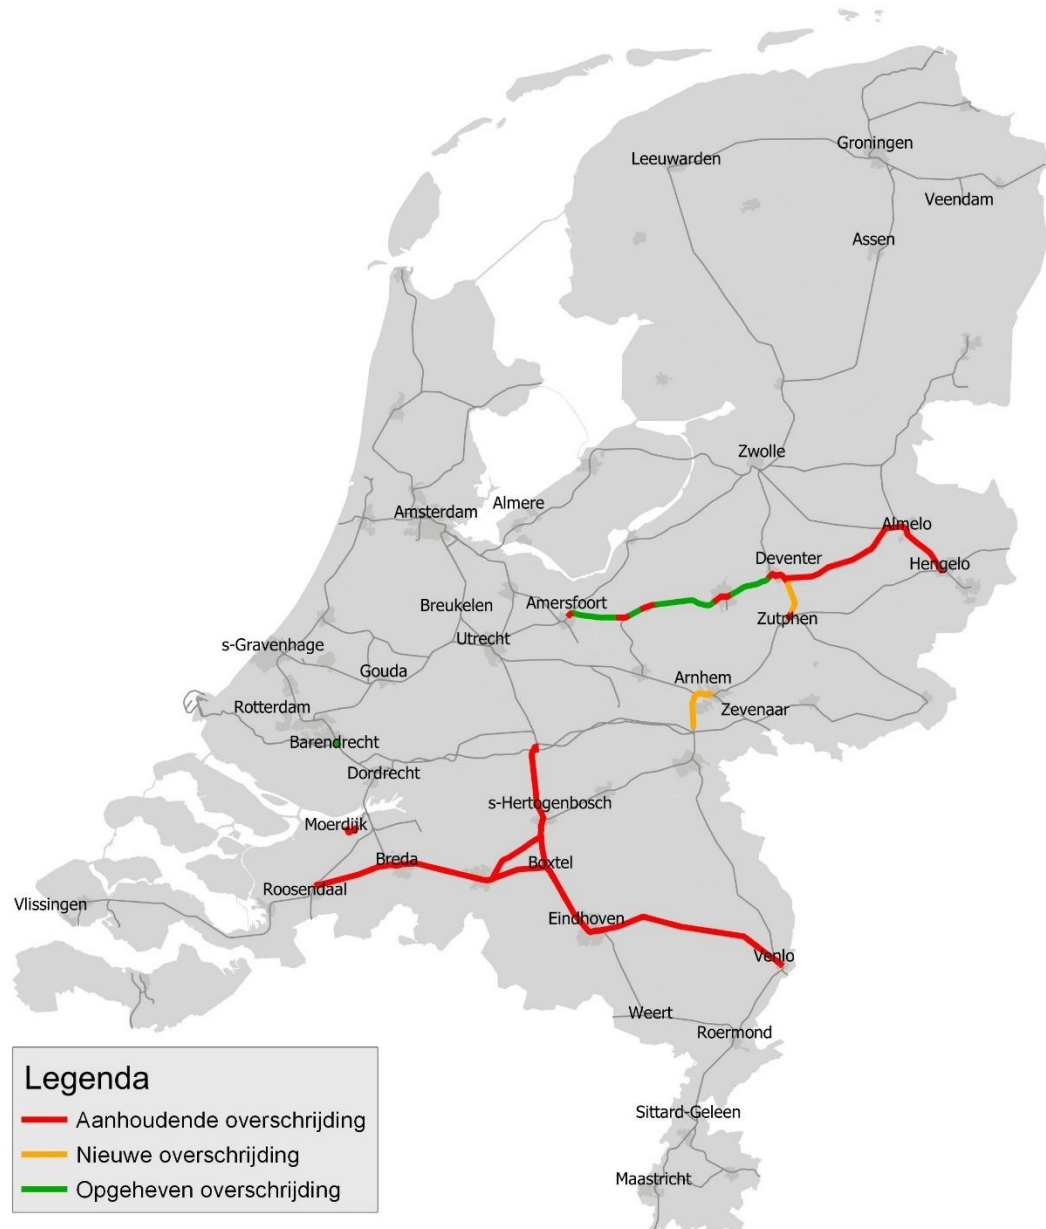 Groningen
Leeuwarden
Veendam
Assen
Zwolle
Almere
Amsterdam
Almelo
Deventer
Hengelo
Breukelen
Amersfoort
Zutphen
Utrecht
s-Gravenhage
Gouda
Arnhem
Rotterdam
Zevenaar
Barendrecht
Dordrecht
s-Hertogenbosch
Moerdijk
Breda
Boxtel
Roosendaal
Vlissingen
Eindhoven
Venlo
Weert
Roermond
Sittard-Geleen
Maastricht
Legenda
Aanhoudende overschrijding
Nieuwe overschrijding
Opgeheven overschrijding